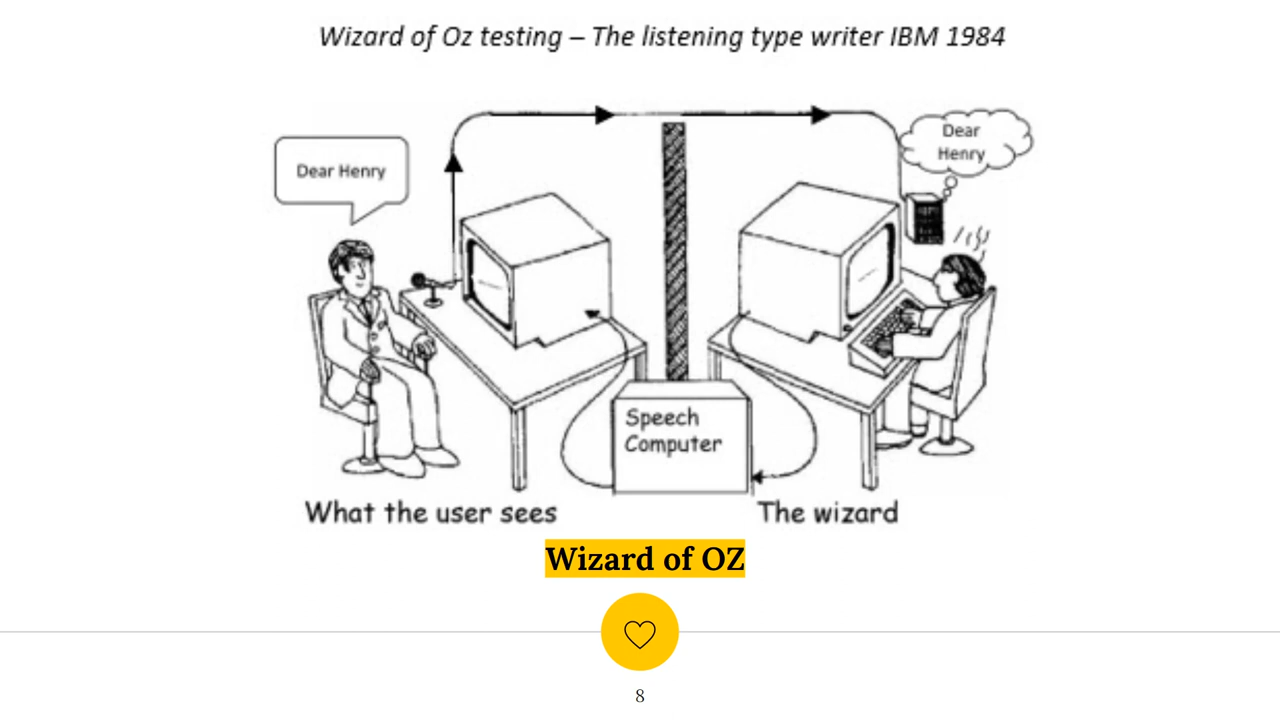 Wizard of Oz testing – The listening type writer IBM 1984
Dear Henry
Dear
Henry
Speech
Computer
What the user sees
The wizard
Wizard of OZ
8